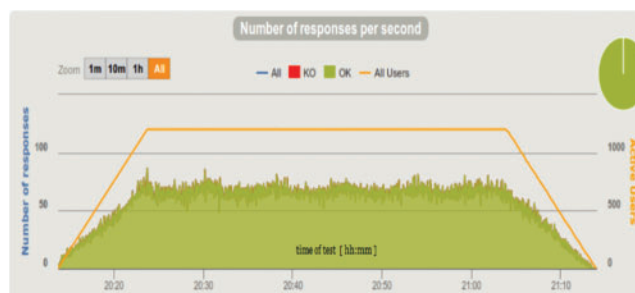 Number of responses per second
Zoom 1m 10m 1h All
All KO OK All Users
Number of responses
Active Users
100
50
0
1000
500
0
time of test [ hh:mm ]
20:20 20:30 20:40 20:50 21:00 21:10